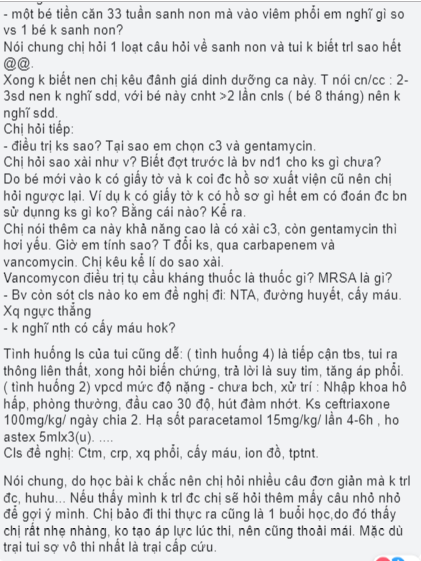 - một bé tiền căn 33 tuần sanh non mà vào viêm phổi em nghĩ gì so
vs 1 bé k sanh non?
Nói chung chị hỏi 1 loạt câu hỏi về sanh non và tui k biết trl sao hết
@@.
Xong k biết nen chị kêu đánh giá dinh dưỡng ca này. T nói cn/cc : 2-
3sd nen k nghĩ sdd, với bé này cnht >2 lần cnls ( bé 8 tháng) nên k
nghĩ sdd.
Chị hỏi tiếp:
- điều trị ks sao? Tại sao em chọn c3 và gentamycin.
Chị hỏi sao xài như v? Biết đợt trước là bv nd1 cho ks gì chưa?
Do bé mới vào k có giấy tờ và k coi đc hồ sơ xuất viện cũ nên chị
hỏi ngược lại. Ví dụ k có giấy tờ k có hồ sơ gì hết em có đoán đc bn
sử dụnng ks gì ko? Bằng cái nào? Kể ra.
Chị nói thêm ca này khả năng cao là có xài c3, còn gentamycin thì
hơi yếu. Giờ em tính sao? T đổi ks, qua carbapenem và
vancomycin. Chị kêu kể lí do sao xài.
Vancomycon điều trị tụ cầu kháng thuốc là thuốc gì? MRSA là gì?
- Bv còn sót cls nào ko em đề nghị đi: NTA, đường huyết, cấy máu.
Xq ngực thẳng
- k nghĩ nth có cấy máu hok?
Tình huống ls của tui cũng dễ: ( tình huống 4) là tiếp cận tbs, tui ra
thông liên thất, xong hỏi biến chứng, trả lời là suy tim, tăng áp phổi.
( tình huống 2) vpcd mức độ nặng - chưa bch, xử trí : Nhập khoa hô
hấp, phòng thường, đầu cao 30 độ, hút đàm nhớt. Ks ceftriaxone
100mg/kg/ ngày chia 2. Hạ sốt paracetamol 15mg/kg/ lần 4-6h , ho
astex 5mlx3(u). ....
Cls đề nghị: Ctm, crp, xq phổi, cấy máu, ion đồ, tptnt.
Nói chung, do học bài k chắc nên chị hỏi nhiều câu đơn giản mà k trl
đc, huhu... Nếu thấy mình k trl đc chị sẽ hỏi thêm mấy câu nhỏ nhỏ
để gợi ý mình. Chị bảo đi thi thực ra cũng là 1 buổi học,do đó thấy
chị rất nhẹ nhàng, ko tạo áp lực lúc thi, nên cũng thoải mái. Mặc dù
trại tui sợ vô thi nhất là trại cấp cứu.